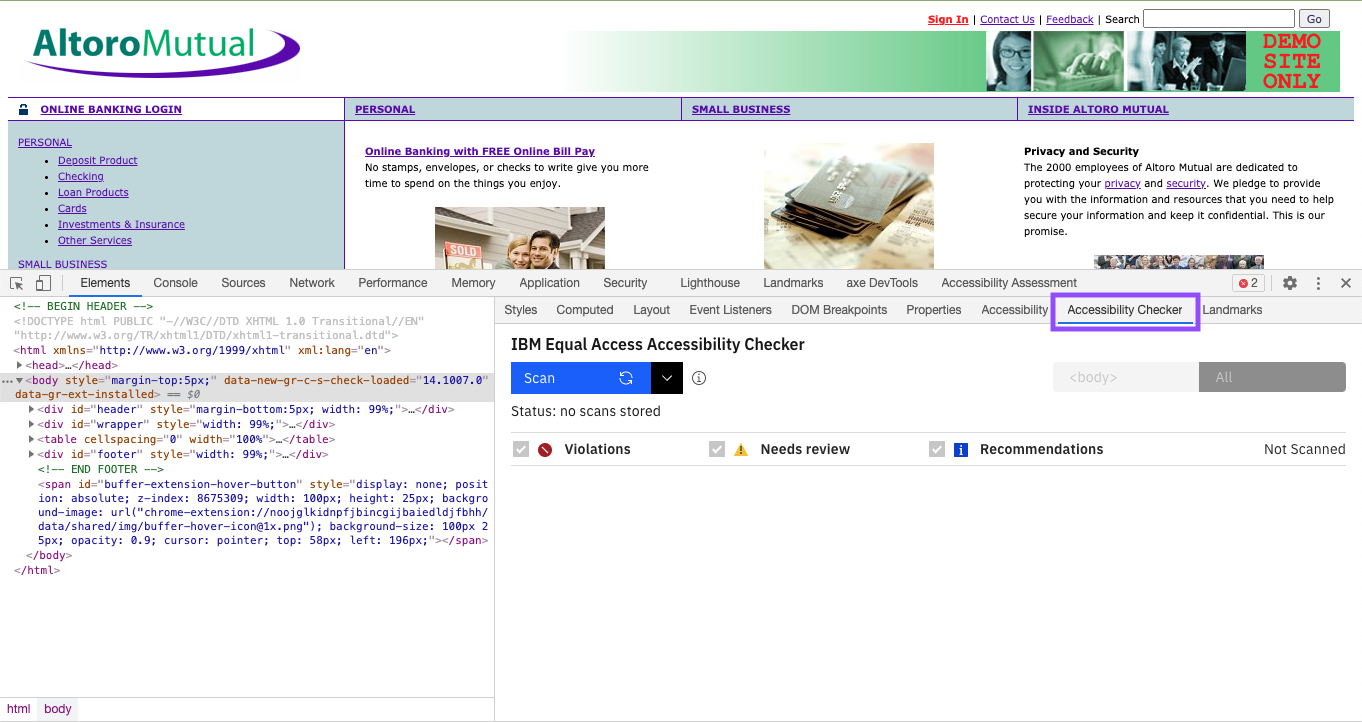 Sign In | Contact Us | Feedback | Search Go
AltoroMutual
DEMO
SITE
ONLY
ONLINE BANKING LOGIN
PERSONAL
SMALL BUSINESS
INSIDE ALTORO MUTUAL
PERSONAL
Deposit Product
Checking
Loan Products
Cards
Investments & Insurance
Other Services
SMALL BUSINESS
Online Banking with FREE Online Bill Pay
No stamps, envelopes, or checks to write give you more
time to spend on the things you enjoy.
SOLD
Privacy and Security
The 2000 employees of Altoro Mutual are dedicated to
protecting your privacy and security. We pledge to provide
you with the information and resources that you need to help
secure your information and keep it confidential. This is our
promise.
Elements Console Sources Network Performance Memory Application Security Lighthouse Landmarks axe DevTools Accessibility Assessment 2
<!-- BEGIN HEADER -->
<!DOCTYPE html PUBLIC "-//W3C//DTD XHTML 1.0 Transitional//EN"
"http://www.w3.org/TR/xhtml1/DTD/xhtml1-transitional.dtd">
<html xmlns="http://www.w3.org/1999/xhtml" xml:lang="en">
<head>…</head>
<body style="margin-top:5px;" data-new-gr-c-s-check-loaded="14.1007.0"
data-gr-ext-installed> == $0
<div id="header" style="margin-bottom:5px; width: 99%;">…</div>
<div id="wrapper" style="width: 99%;">…</div>
<table cellspacing="0" width="100%">…</table>
<div id="footer" style="width: 99%;">…</div>
<!-- END FOOTER -->
<span id="buffer-extension-hover-button" style="display: none; posit
ion: absolute; z-index: 8675309; width: 100px; height: 25px; backgro
und-image: url("chrome-extension://noojglkidnpfjbincgijbaiedldjfbhh/
data/shared/img/buffer-hover-icon@1x.png"); background-size: 100px 2
5px; opacity: 0.9; cursor: pointer; top: 58px; left: 196px;"></span>
</body>
</html>
html body
Styles Computed Layout Event Listeners DOM Breakpoints Properties Accessibility Accessibility Checker Landmarks
IBM Equal Access Accessibility Checker
Scan
<body> All
Status: no scans stored
Violations Needs review Recommendations Not Scanned